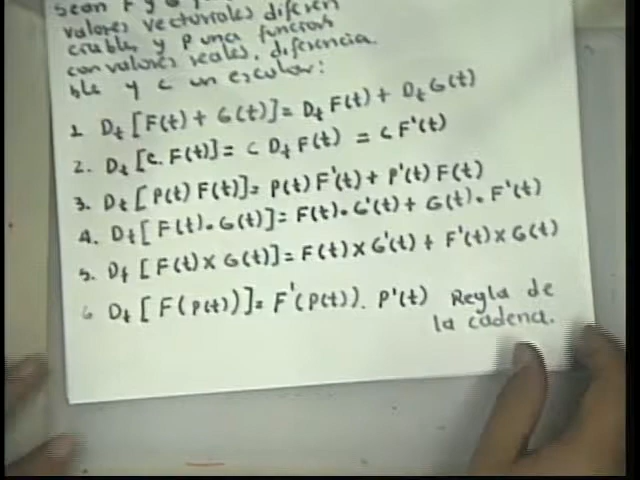 Sean F y G
valores vectoriales diferen
ciables y p una función
con valores reales, diferencia
ble y c un escalar:
1. Dt [F(t) + G(t)] = Dt F(t) + Dt G(t)
2. Dt [c. F(t)] = c Dt F(t) = c F'(t)
3. Dt [P(t) F(t)] = P(t) F'(t) + P'(t) F(t)
4. Dt [F(t) · G(t)] = F(t) · G'(t) + G(t) · F'(t)
5. Dt [F(t) x G(t)] = F(t) x G'(t) + F'(t) x G(t)
6 Dt [F(P(t))] = F'(P(t)). P'(t) Regla de
la cadena.